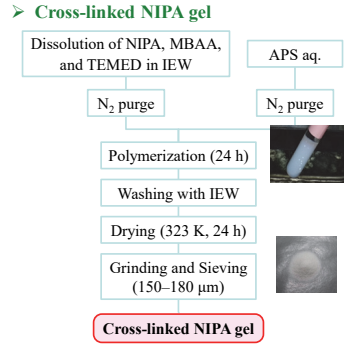 ➢ Cross-linked NIPA gel
Dissolution of NIPA, MBAA,
and TEMED in IEW
APS aq.
N₂ purge
N₂ purge
Polymerization (24 h)
Washing with IEW
Drying (323 K, 24 h)
Grinding and Sieving
(150–180 μm)
Cross-linked NIPA gel